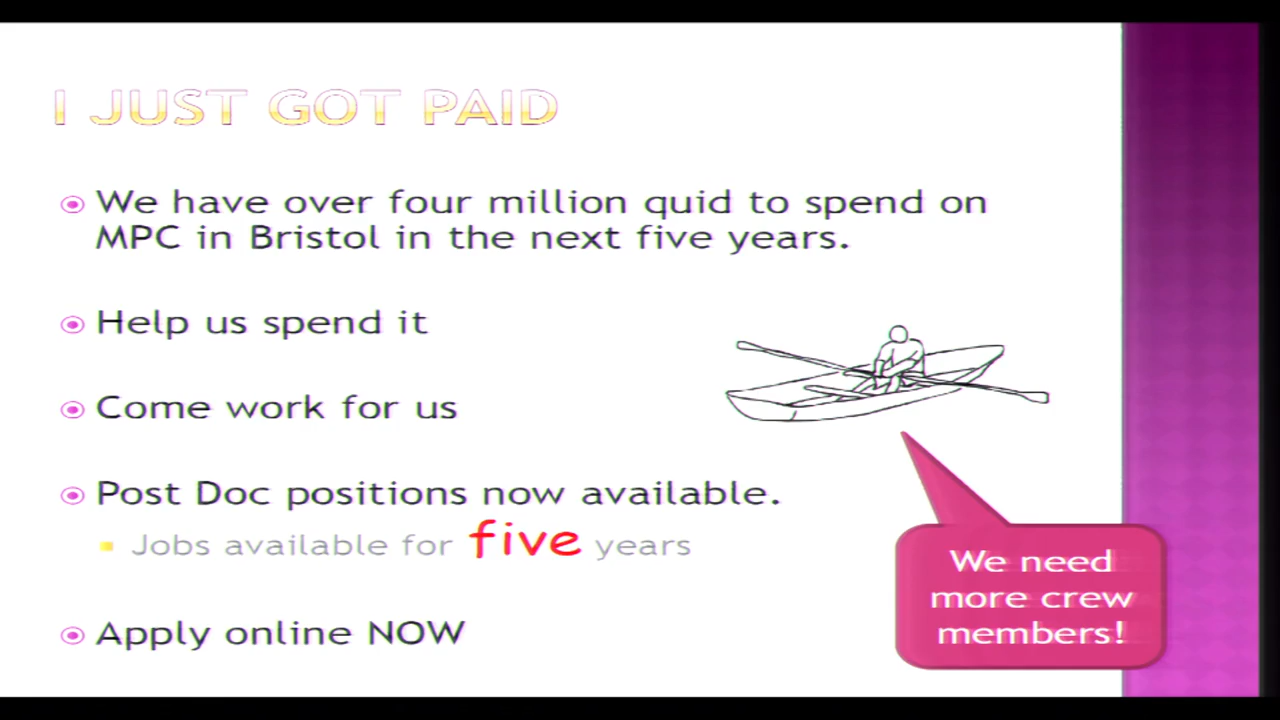 I JUST GOT PAID
We have over four million quid to spend on
MPC in Bristol in the next five years.
Help us spend it
Come work for us
Post Doc positions now available.
Jobs available for five years
Apply online NOW
We need
more crew
members!